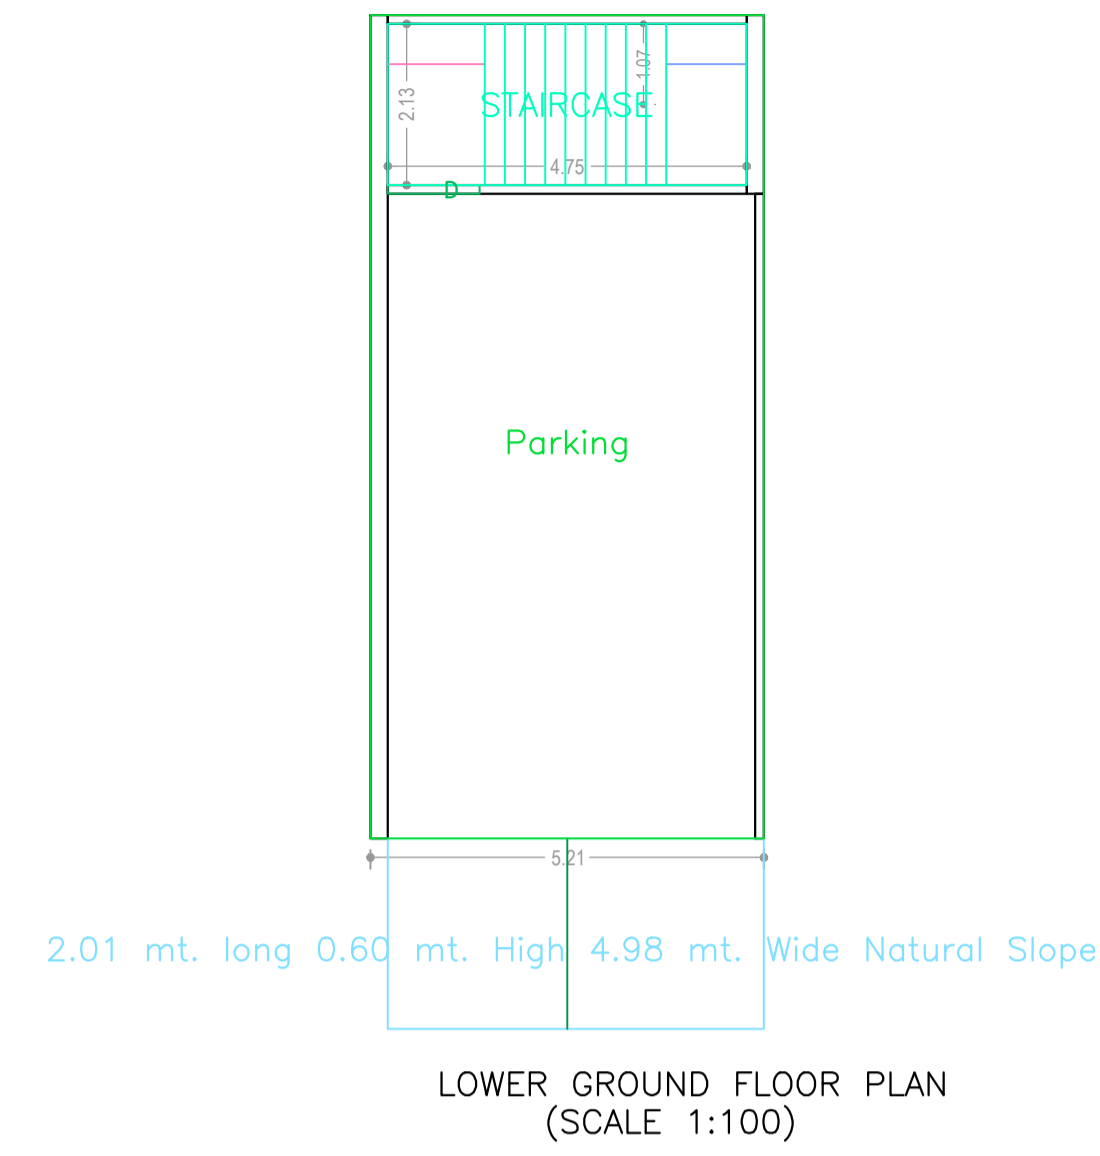 1.07
2.13
STAIRCASE
4.75
D
Parking
5.21
2.01 mt. long 0.60 mt. High 4.98 mt. Wide Natural Slope
LOWER GROUND FLOOR PLAN
(SCALE 1:100)